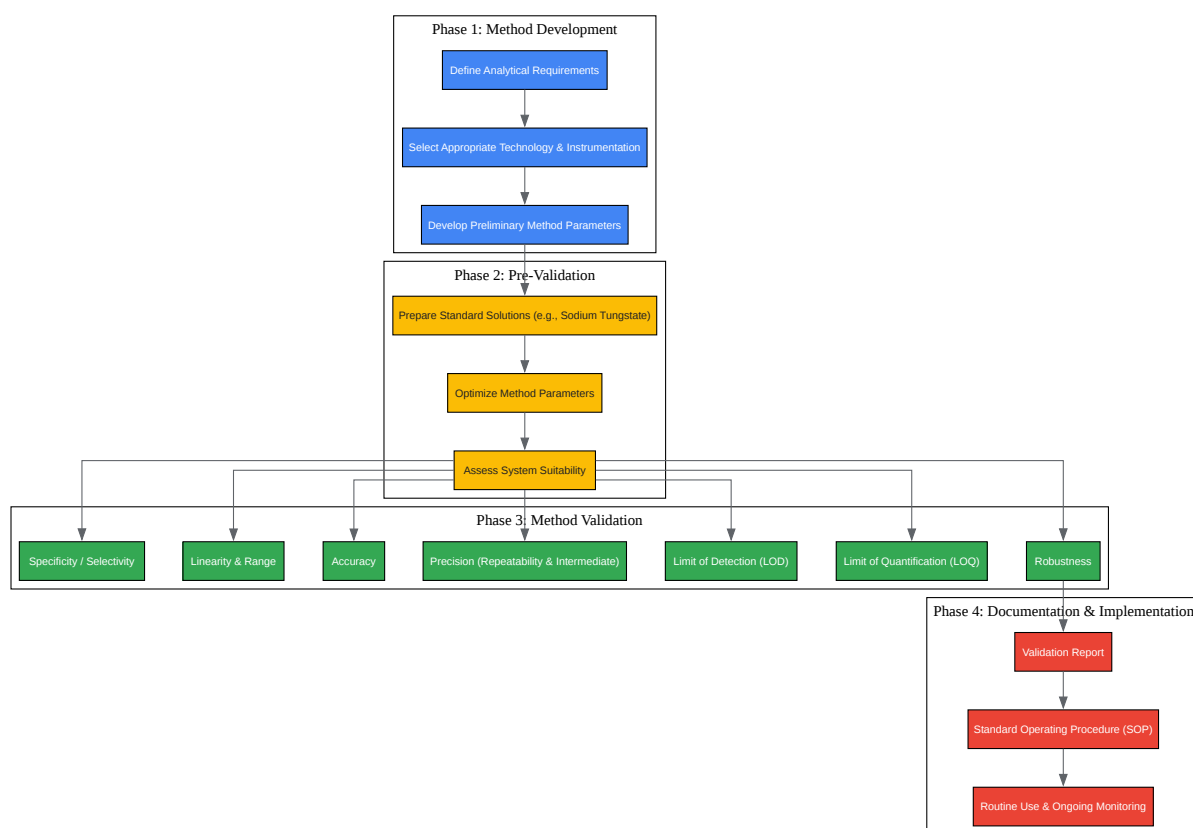 Phase 1: Method Development
Define Analytical Requirements
Select Appropriate Technology & Instrumentation
Develop Preliminary Method Parameters
Phase 2: Pre-Validation
Prepare Standard Solutions (e.g., Sodium Tungstate)
Optimize Method Parameters
Assess System Suitability
Phase 3: Method Validation
Specificity / Selectivity
Linearity & Range
Accuracy
Precision (Repeatability & Intermediate)
Limit of Detection (LOD)
Limit of Quantification (LOQ)
Robustness
Phase 4: Documentation & Implementation
Validation Report
Standard Operating Procedure (SOP)
Routine Use & Ongoing Monitoring